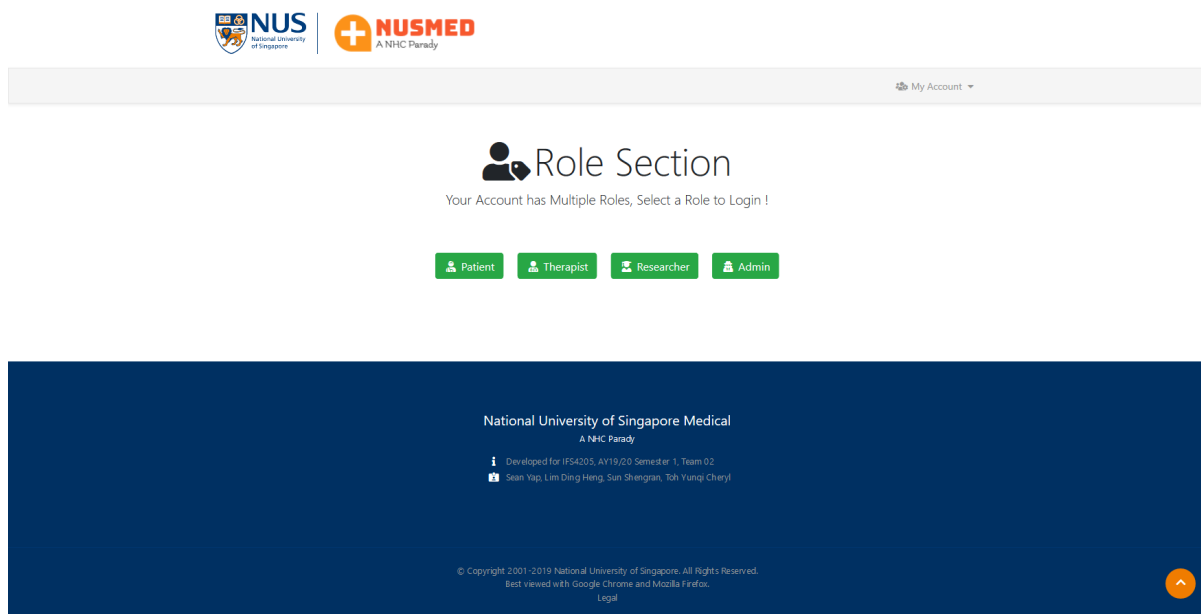 NUS
National University
of Singapore
NUSMED
A NHC Parady
My Account
Role Section
Your Account has Multiple Roles, Select a Role to Login !
Patient
Therapist
Researcher
Admin
National University of Singapore Medical
A NHC Parady
Developed for IFS4205, AY19/20 Semester 1, Team 02
Sean Yap, Lim Ding Heng, Sun Shengran, Toh Yunqi Cheryl
© Copyright 2001-2019 National University of Singapore. All Rights Reserved.
Best viewed with Google Chrome and Mozilla Firefox.
Legal